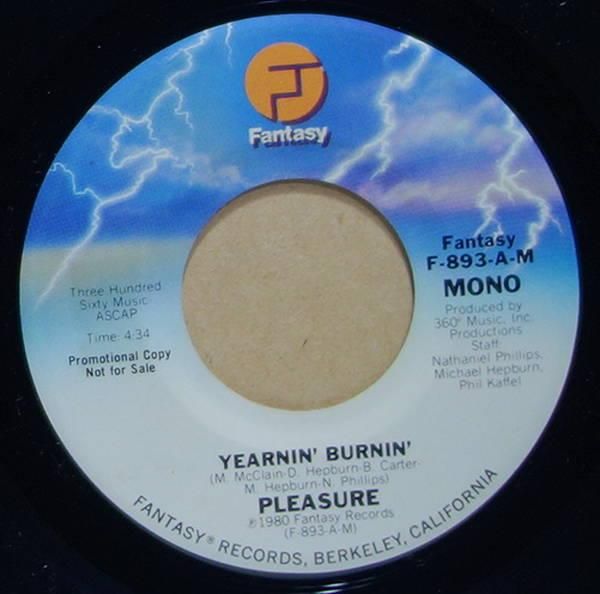 Fantasy
Fantasy
F-893-A-M
MONO
Three Hundred
Sixty Music
ASCAP
Time: 4:34
Promotional Copy
Not for Sale
Produced by
360° Music, Inc.
Productions
Staff:
Nathaniel Phillips,
Michael Hepburn,
Phil Kaffel
YEARNIN' BURNIN'
(M. McClain-D. Hepburn-B. Carter-
M. Hepburn-N. Phillips)
PLEASURE
℗1980 Fantasy Records
(F-893-A-M)
FANTASY® RECORDS, BERKELEY, CALIFORNIA